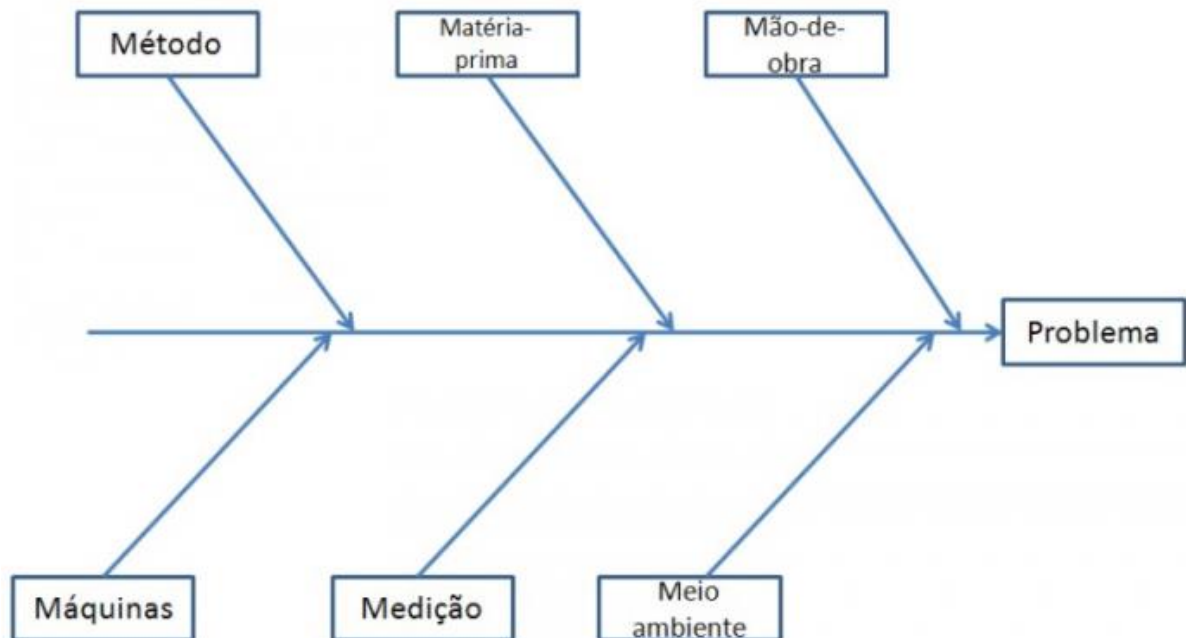 Método
Matéria-
prima
Mão-de-
obra
Problema
Máquinas
Medição
Meio
ambiente